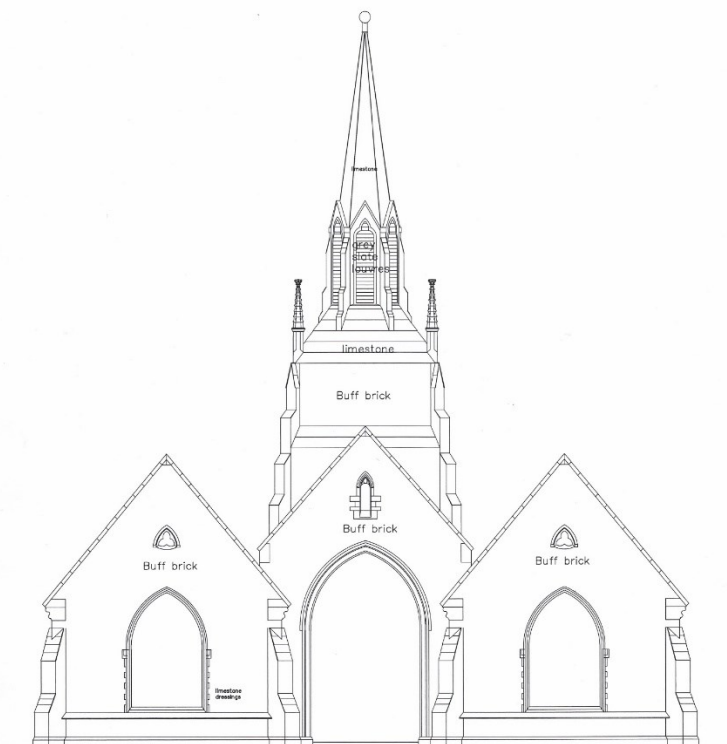 limestone
grey
slate
louvres
limestone
Buff brick
Buff brick
Buff brick
Buff brick
limestone
dressings